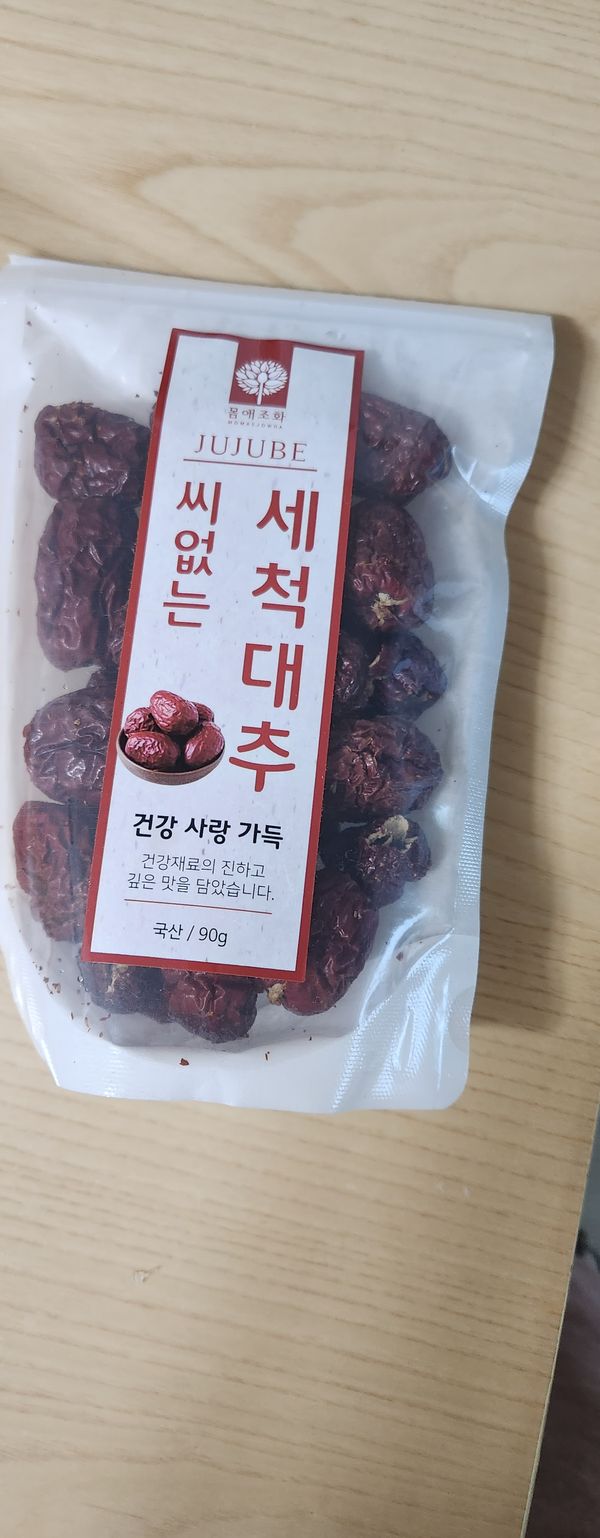 몸애조화
MOMAEJOWHA
JUJUBE
세척대추
씨없는
건강 사랑 가득
건강재료의 진하고
깊은 맛을 담았습니다.
국산 / 90g